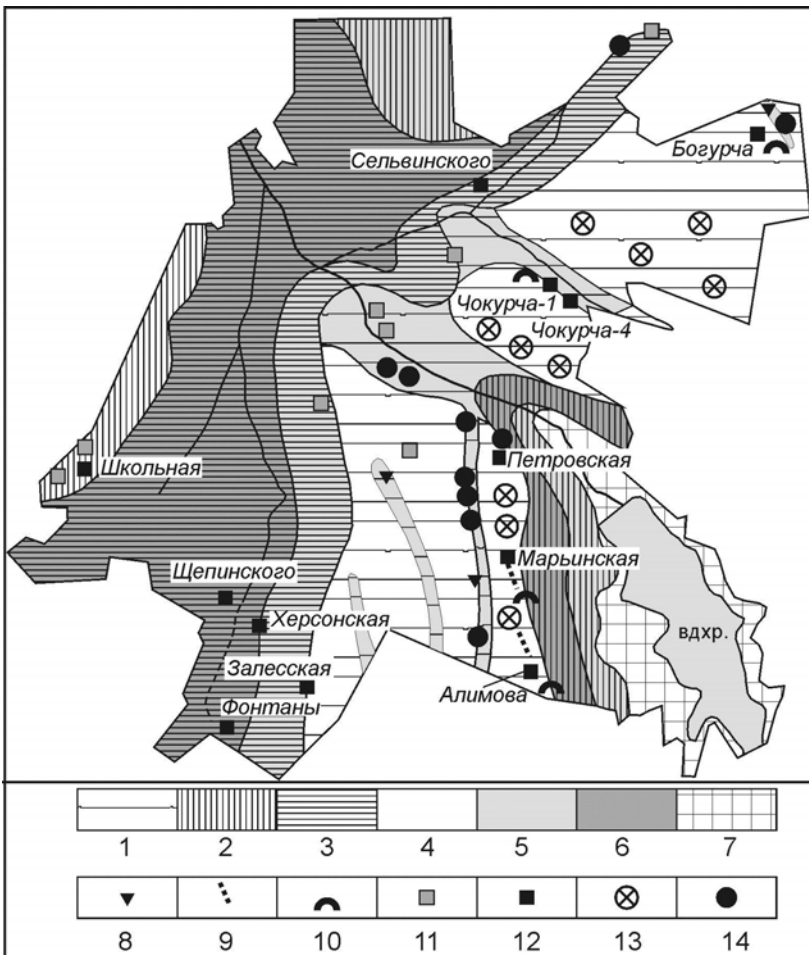 Сельвинского
Богурча
Чокурча-1
Чокурча-4
Школьная
Петровская
Щепинского
Марьинская
Херсонская
вдхр.
Залесская
Алимова
Фонтаны
1 2 3 4 5 6 7
8 9 10 11 12 13 14